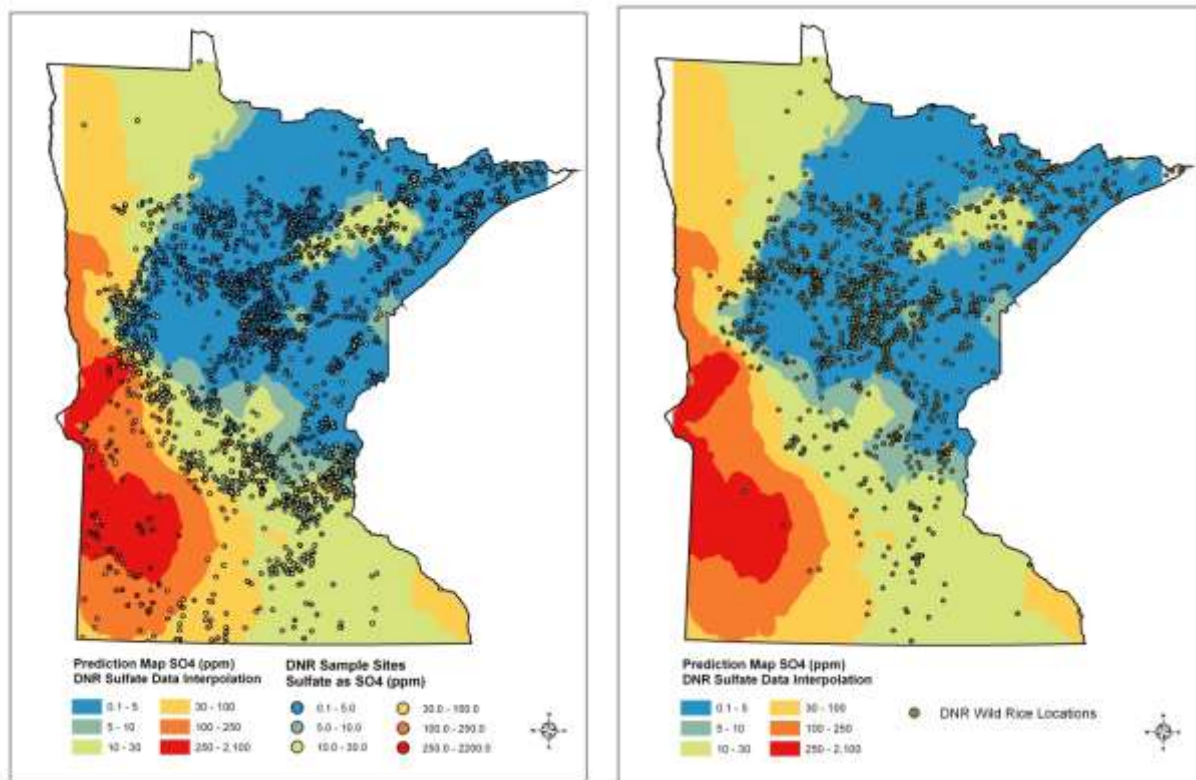 Prediction Map SO4 (ppm)
DNR Sulfate Data Interpolation
0.1 - 5
5 - 10
10 - 30
30 - 100
100 - 250
250 - 2,100
DNR Sample Sites
Sulfate as SO4 (ppm)
0.1 - 5.0
5.0 - 10.0
10.0 - 30.0
30.0 - 100.0
100.0 - 250.0
250.0 - 2200.0
Prediction Map SO4 (ppm)
DNR Sulfate Data Interpolation
0.1 - 5
5 - 10
10 - 30
30 - 100
100 - 250
250 - 2,100
DNR Wild Rice Locations